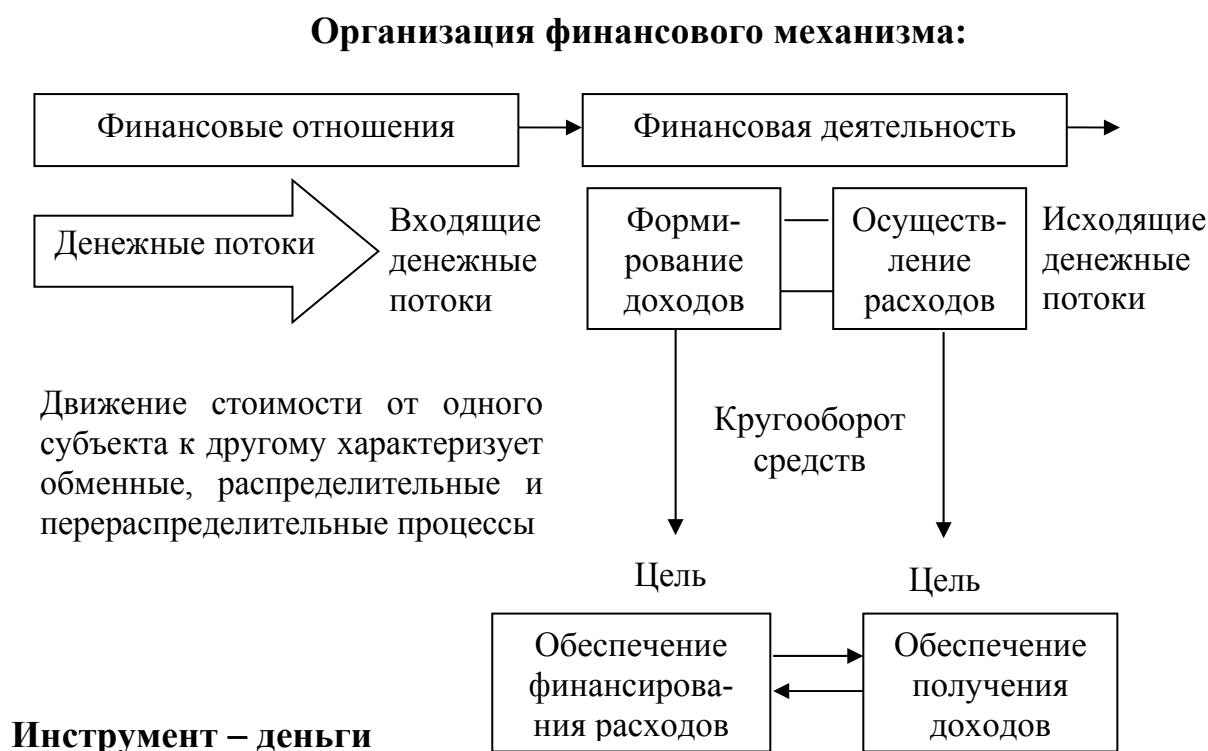 Организация финансового механизма:
Финансовые отношения
Финансовая деятельность
Денежные потоки
Входящие
денежные
потоки
Форми-
рование
доходов
Осуществ-
ление
расходов
Исходящие
денежные
потоки
Движение стоимости от одного
субъекта к другому характеризует
обменные, распределительные и
перераспределительные процессы
Кругооборот
средств
Цель
Цель
Обеспечение
финансирова-
ния расходов
Обеспечение
получения
доходов
Инструмент – деньги